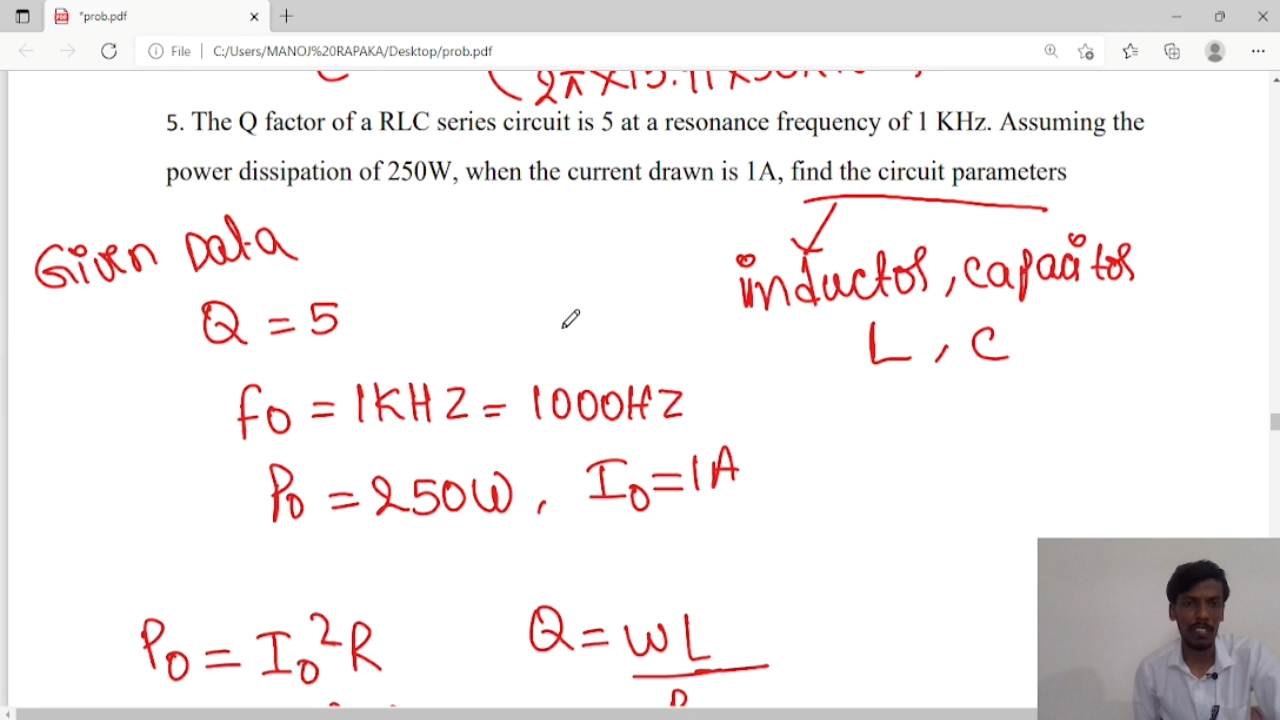 *prob.pdf
File
C:/Users/MANOJ%20RAPAKA/Desktop/prob.pdf
5. The Q factor of a RLC series circuit is 5 at a resonance frequency of 1 KHz. Assuming the
power dissipation of 250W, when the current drawn is 1A, find the circuit parameters
Given Data
inductor, capacitor
Q = 5
L, C
f0 = 1KHZ = 1000HZ
P0 = 250W, I0 = 1A
P0 = I0²R
Q = ωL